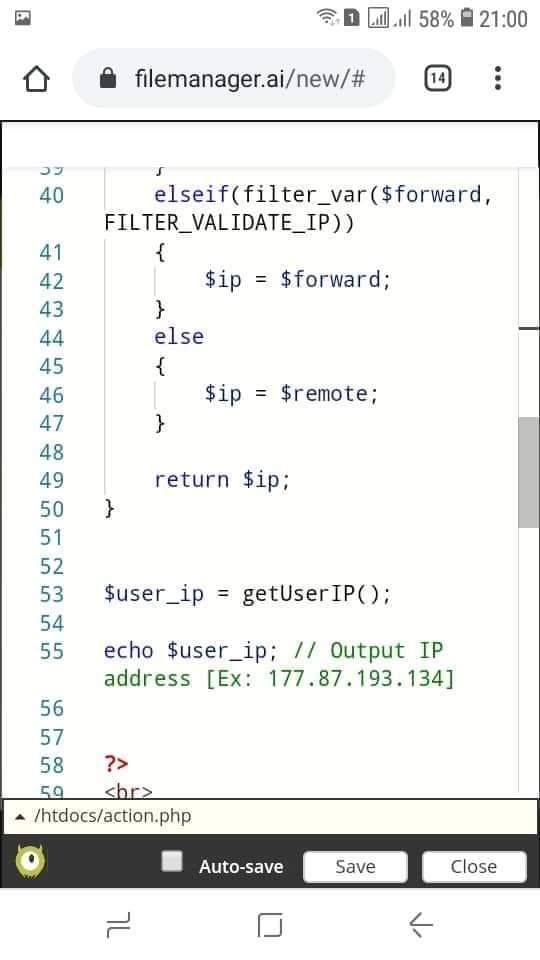 1 58% 21:00
filemanager.ai/new/# 14
39 }
40 elseif(filter_var($forward,
FILTER_VALIDATE_IP))
41 {
42 $ip = $forward;
43 }
44 else
45 {
46 $ip = $remote;
47 }
48
49 return $ip;
50 }
51
52
53 $user_ip = getUserIP();
54
55 echo $user_ip; // Output IP
address [Ex: 177.87.193.134]
56
57
58 ?>
59 <br>
/htdocs/action.php
Auto-save Save Close